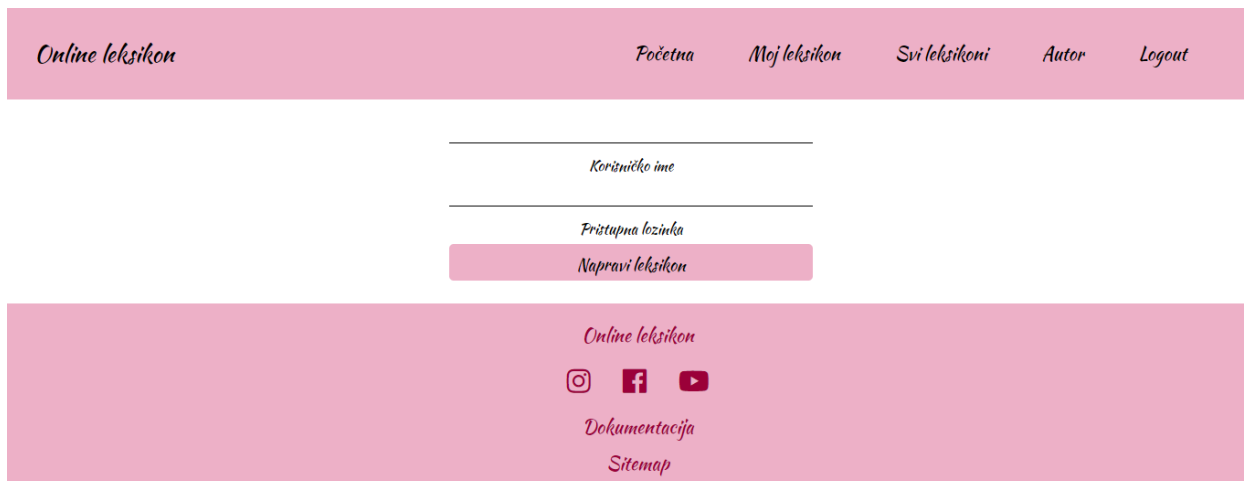 Online leksikon Početna Moj leksikon Svi leksikoni Autor Logout
Korisničko ime
Pristupna lozinka
Napravi leksikon
Online leksikon
Dokumentacija
Sitemap